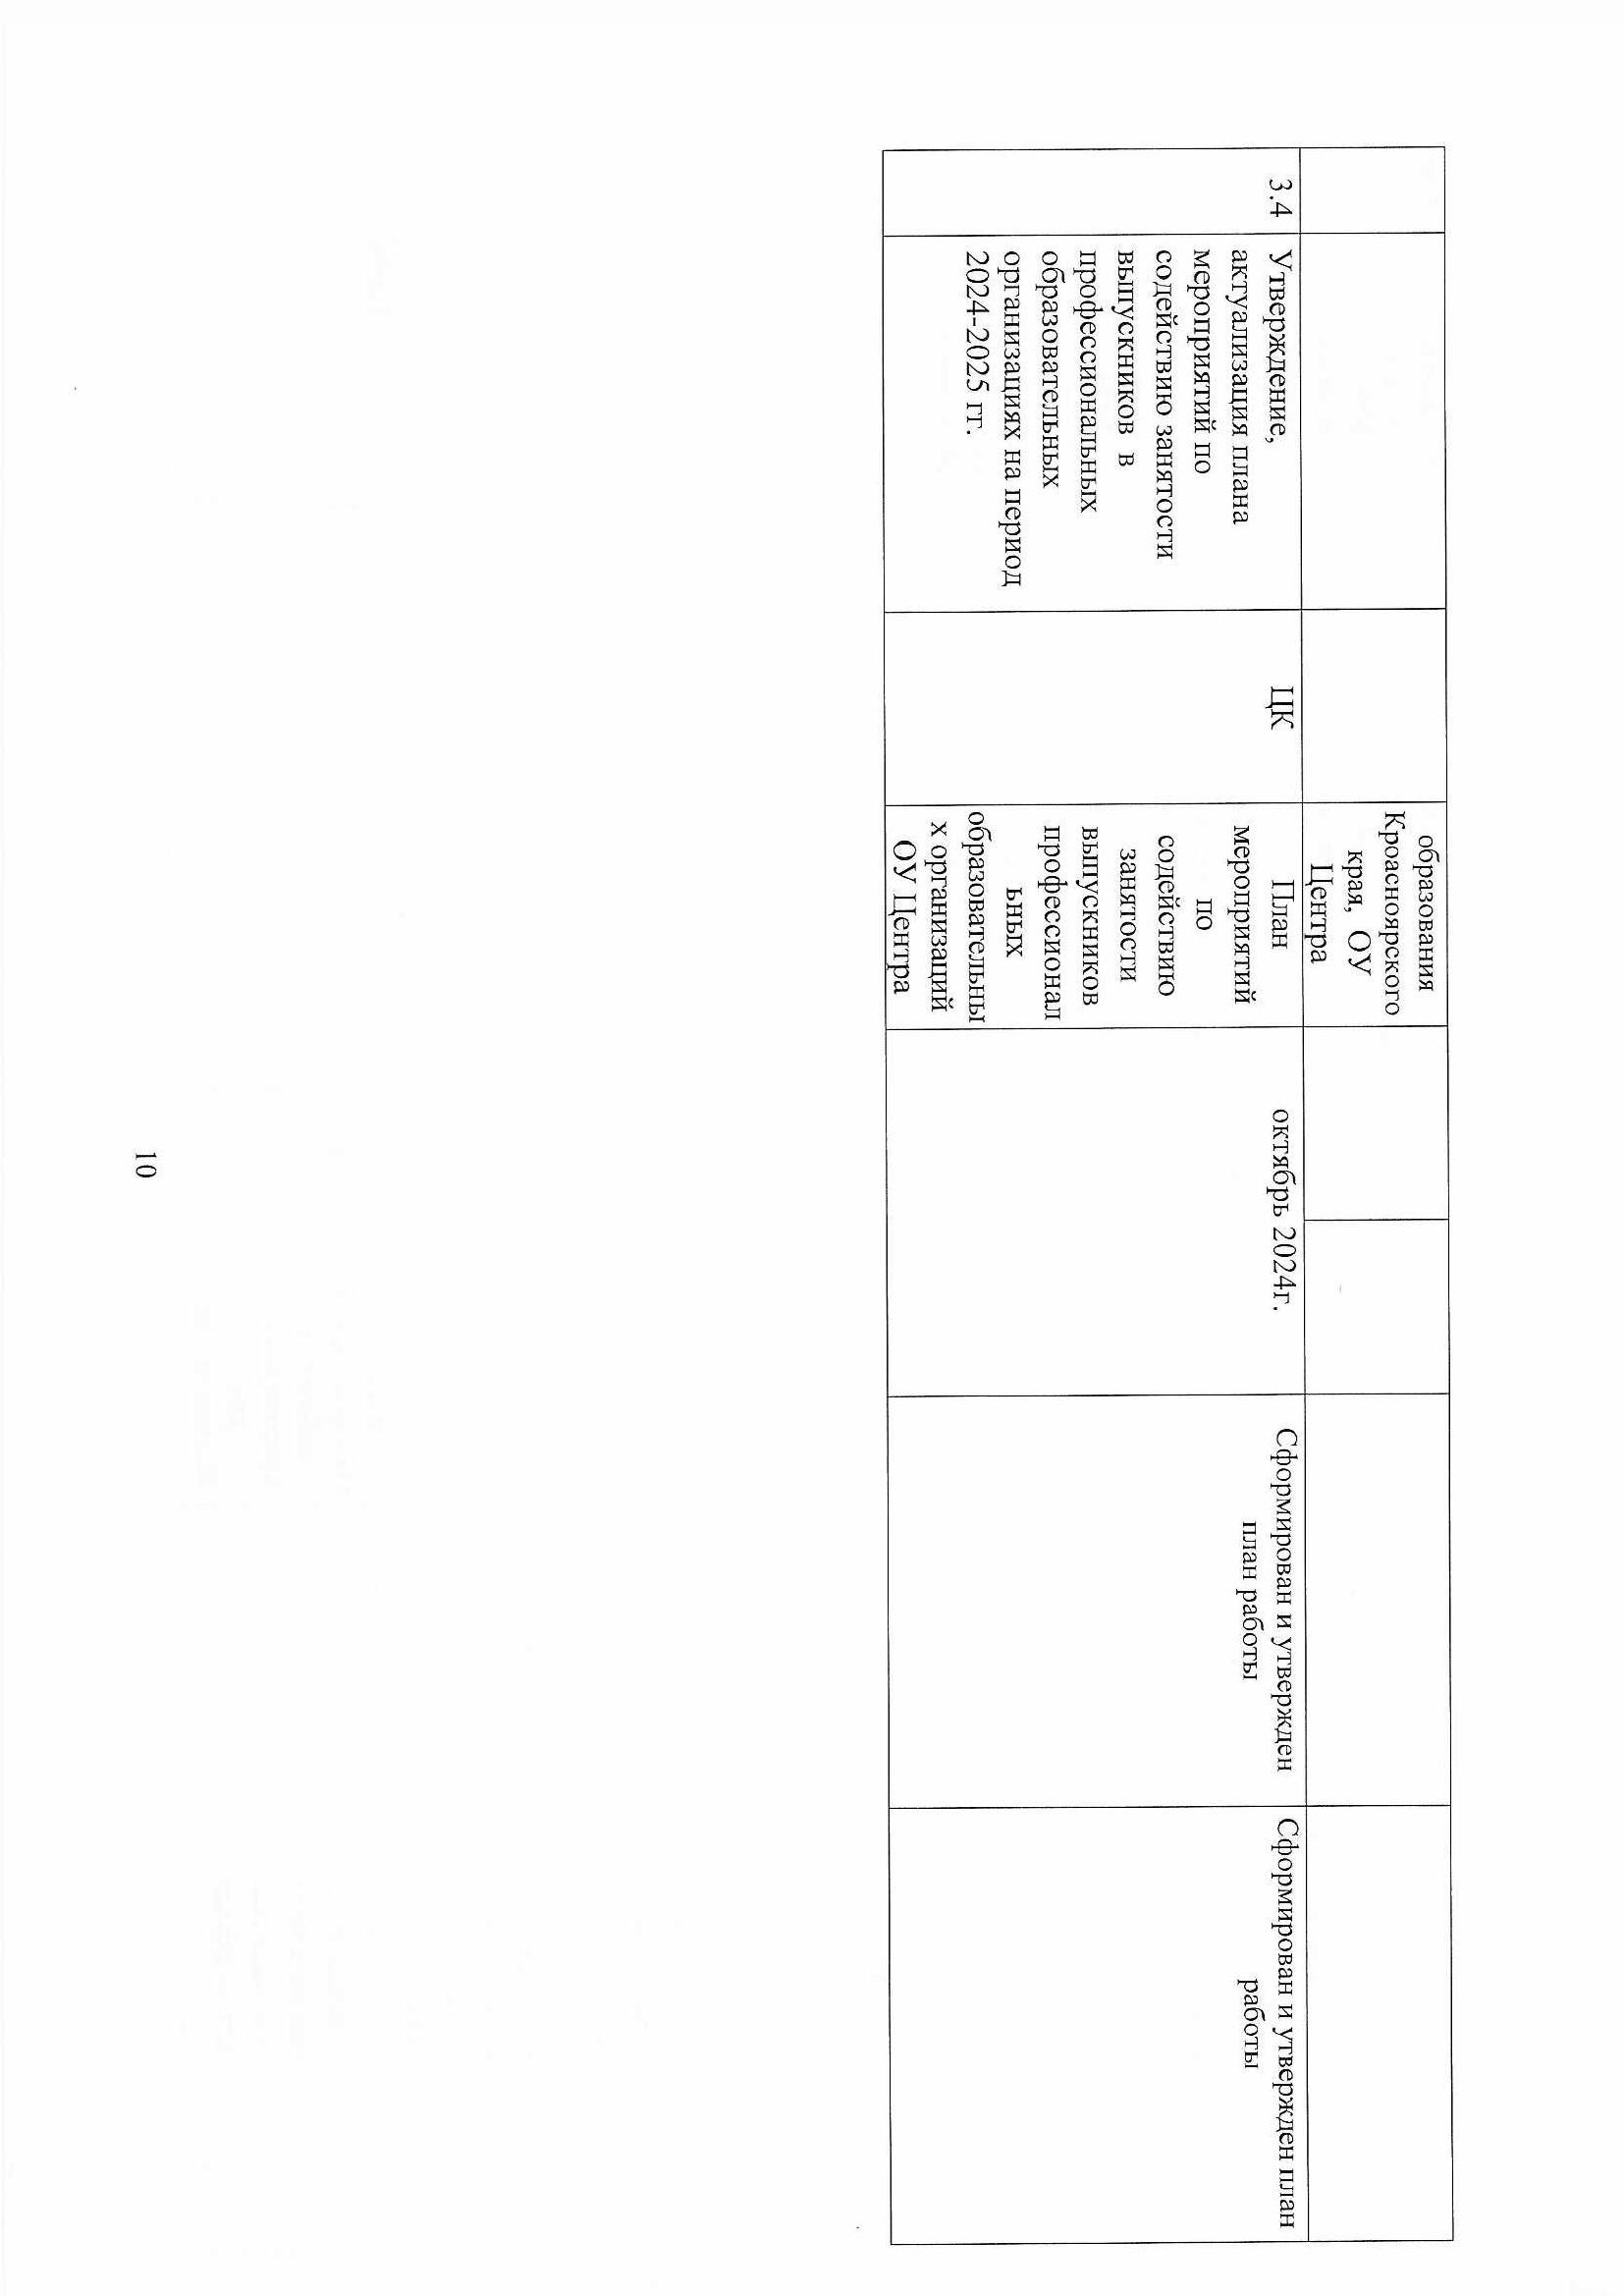 образования
Кроасноярского
края, ОУ
Центра
3.4
Утверждение,
актуализация плана
мероприятий по
содействию занятости
выпускников в
профессиональных
образовательных
организациях на период
2024-2025 гг.
ЦК
План
мероприятий
по
содействию
занятости
выпускников
профессионал
ьных
образовательны
х организаций
ОУ Центра
октябрь 2024г.
Сформирован и утвержден
план работы
Сформирован и утвержден план
работы
10